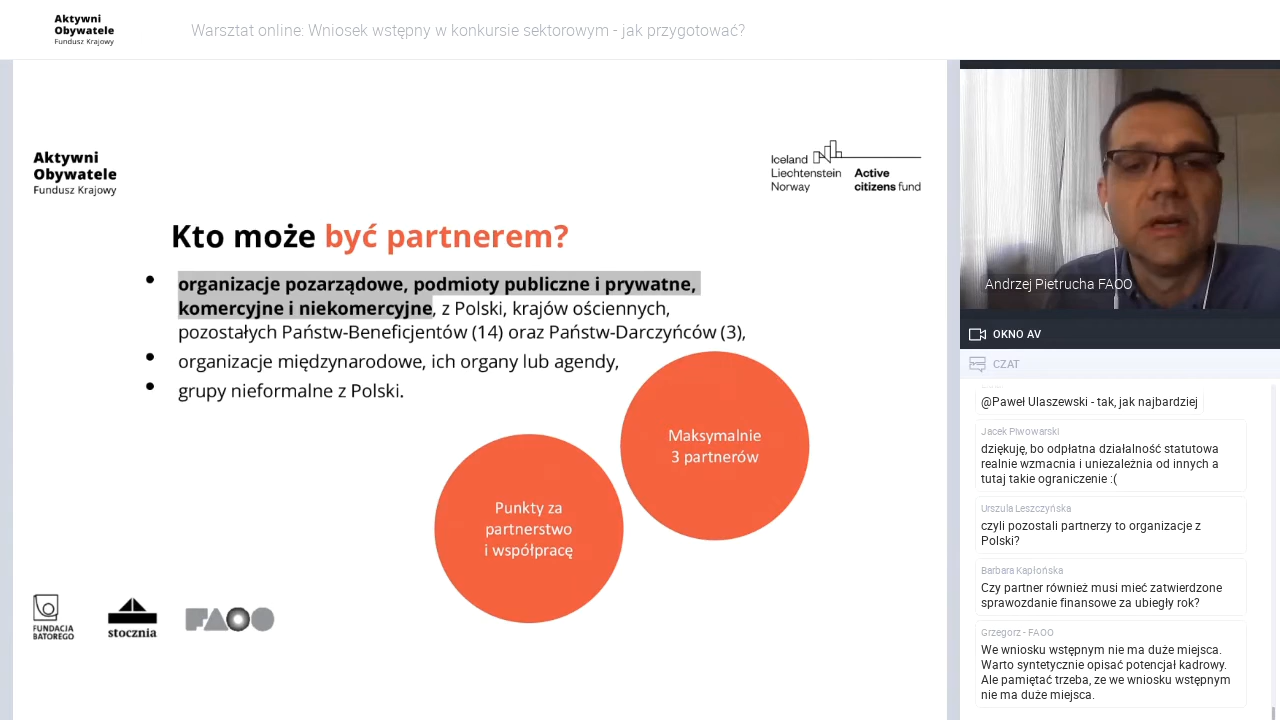 Aktywni
Obywatele
Fundusz Krajowy
Warsztat online: Wniosek wstępny w konkursie sektorowym - jak przygotować?
Aktywni
Obywatele
Fundusz Krajowy
Iceland
Liechtenstein
Norway
Active
citizens fund
Kto może być partnerem?
• organizacje pozarządowe, podmioty publiczne i prywatne,
komercyjne i niekomercyjne, z Polski, krajów ościennych,
pozostałych Państw-Beneficjentów (14) oraz Państw-Darczyńców (3),
• organizacje międzynarodowe, ich organy lub agendy,
• grupy nieformalne z Polski.
Maksymalnie
3 partnerów
Punkty za
partnerstwo
i współpracę
FUNDACJA
BATOREGO
stocznia
FAOO
Andrzej Pietrucha FAOO
OKNO AV
CZAT
@Paweł Ulaszewski - tak, jak najbardziej
Jacek Piwowarski
dziękuję, bo odpłatna działalność statutowa
realnie wzmacnia i uniezależnia od innych a
tutaj takie ograniczenie :(
Urszula Leszczyńska
czyli pozostali partnerzy to organizacje z
Polski?
Barbara Kapłońska
Czy partner również musi mieć zatwierdzone
sprawozdanie finansowe za ubiegły rok?
Grzegorz - FAOO
We wniosku wstępnym nie ma duże miejsca.
Warto syntetycznie opisać potencjał kadrowy.
Ale pamiętać trzeba, ze we wniosku wstępnym
nie ma duże miejsca.